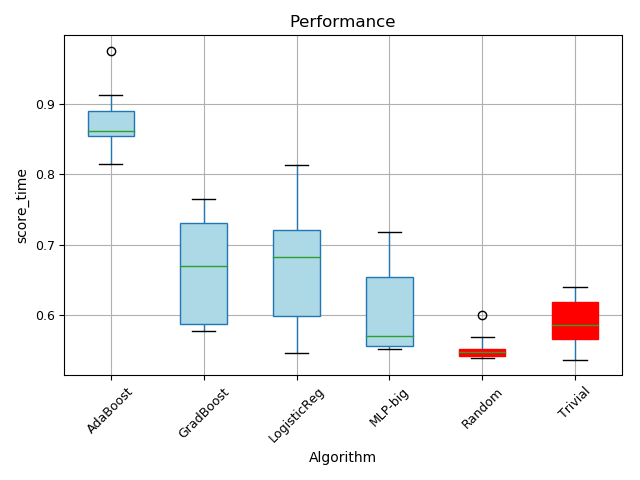 Performance
score_time
0.9
0.8
0.7
0.6
AdaBoost
GradBoost
LogisticReg
MLP-big
Random
Trivial
Algorithm